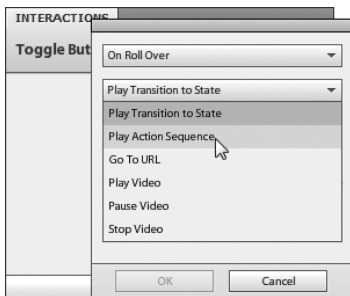 INTERACTIONS
Toggle But
On Roll Over
Play Transition to State
Play Transition to State
Play Action Sequence
Go To URL
Play Video
Pause Video
Stop Video
OK
Cancel